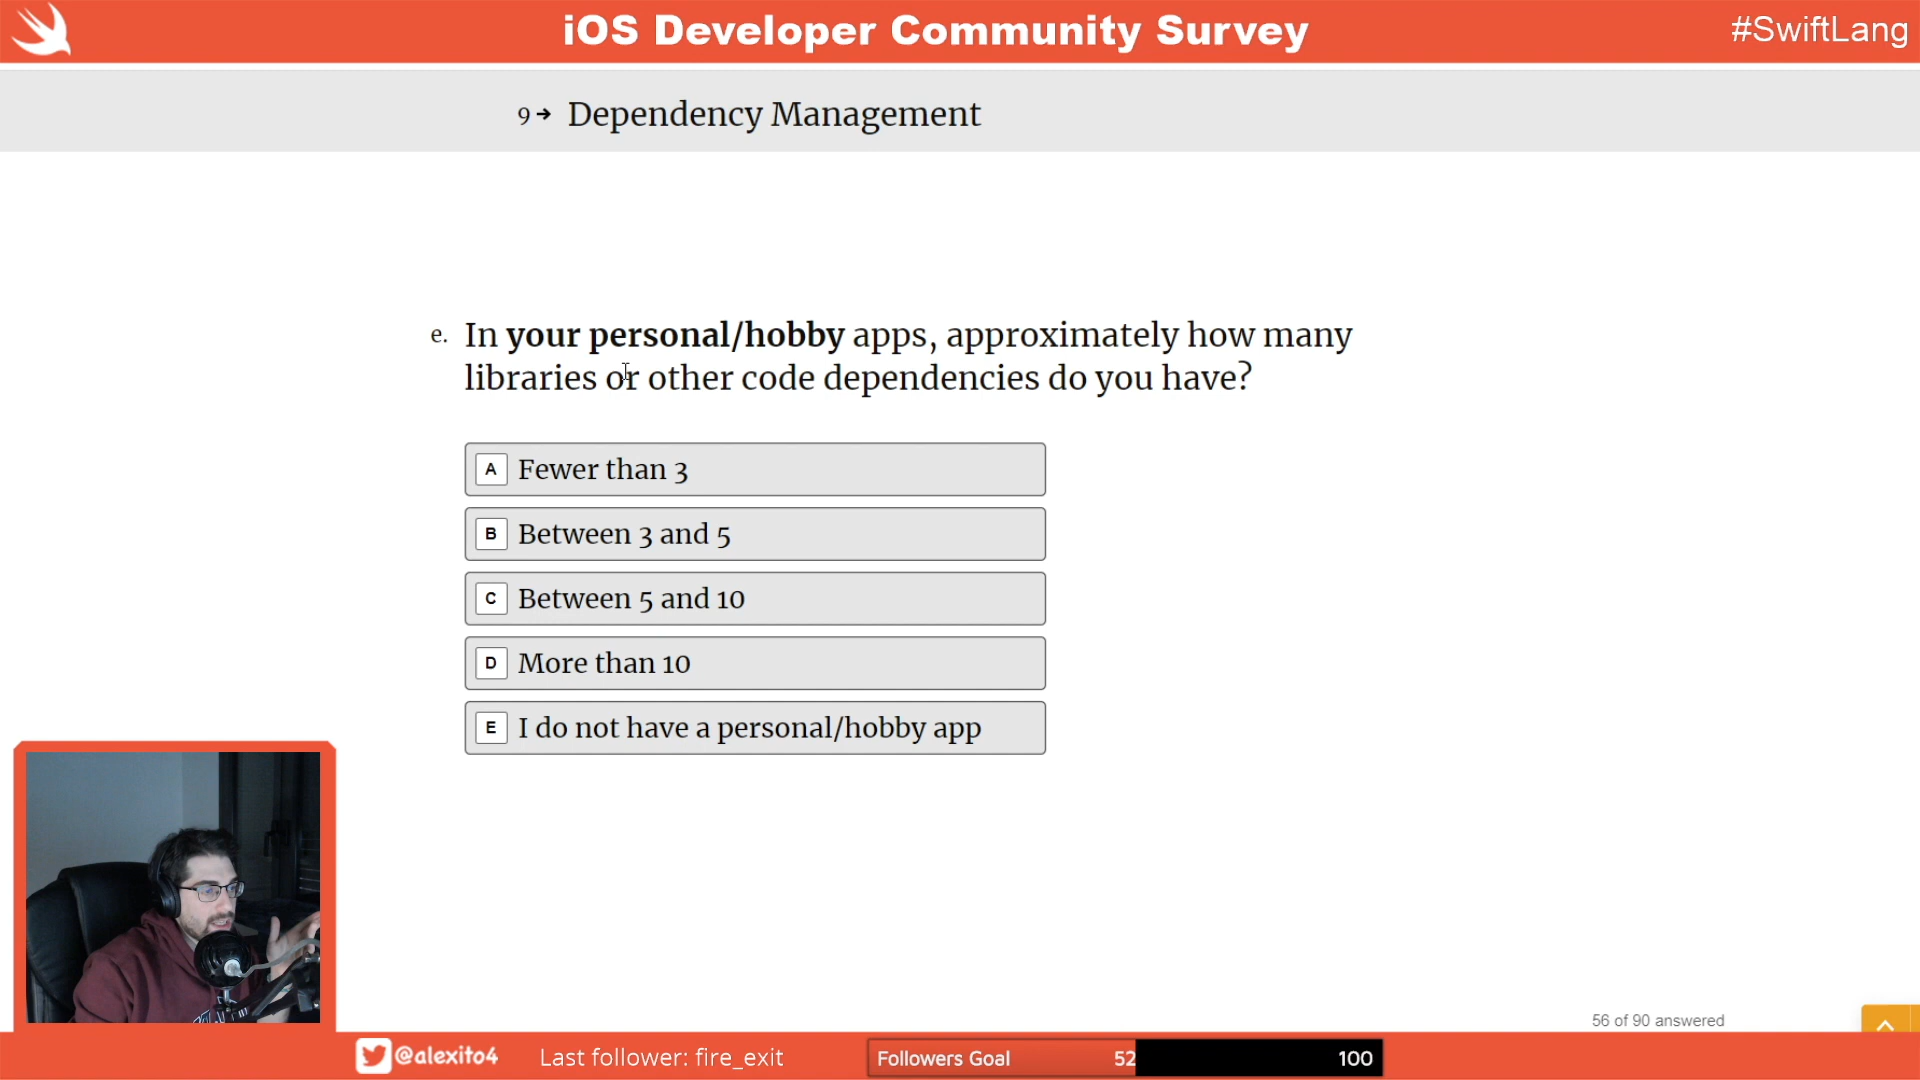 iOS Developer Community Survey
#SwiftLang
9→ Dependency Management
e. In your personal/hobby apps, approximately how many
libraries or other code dependencies do you have?
A Fewer than 3
B Between 3 and 5
C Between 5 and 10
D More than 10
E I do not have a personal/hobby app
56 of 90 answered
@alexito4
Last follower: fire_exit
Followers Goal 52 100